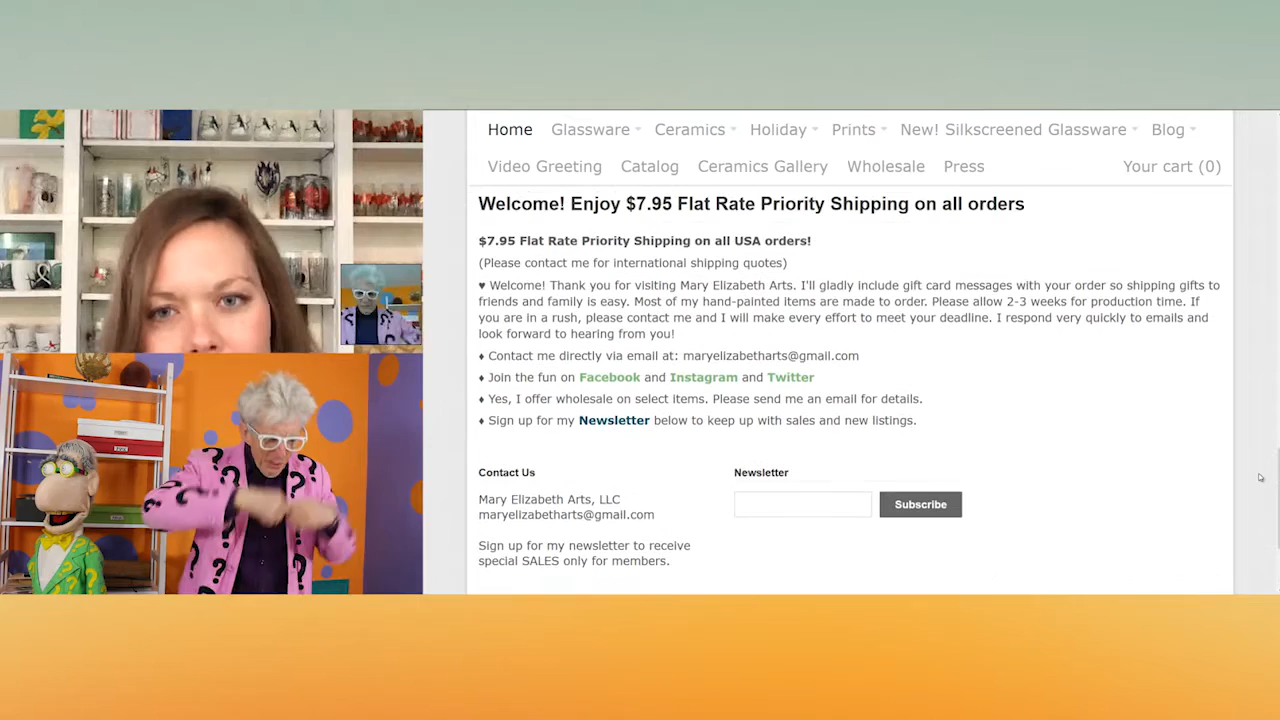 Home Glassware Ceramics Holiday Prints New! Silkscreened Glassware Blog
Video Greeting Catalog Ceramics Gallery Wholesale Press Your cart (0)
Welcome! Enjoy $7.95 Flat Rate Priority Shipping on all orders
$7.95 Flat Rate Priority Shipping on all USA orders!
(Please contact me for international shipping quotes)
♥ Welcome! Thank you for visiting Mary Elizabeth Arts. I'll gladly include gift card messages with your order so shipping gifts to
friends and family is easy. Most of my hand-painted items are made to order. Please allow 2-3 weeks for production time. If
you are in a rush, please contact me and I will make every effort to meet your deadline. I respond very quickly to emails and
look forward to hearing from you!
♦ Contact me directly via email at: maryelizabetharts@gmail.com
♦ Join the fun on Facebook and Instagram and Twitter
♦ Yes, I offer wholesale on select items. Please send me an email for details.
♦ Sign up for my Newsletter below to keep up with sales and new listings.
Contact Us
Newsletter
Mary Elizabeth Arts, LLC
maryelizabetharts@gmail.com
Subscribe
Sign up for my newsletter to receive
special SALES only for members.